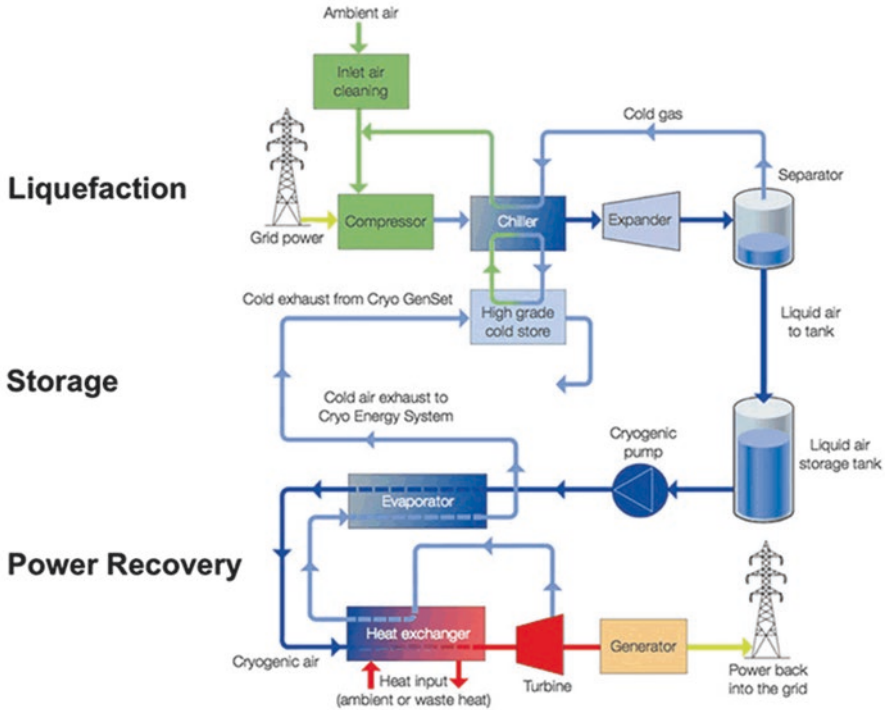 Ambient air
Inlet air
cleaning
Cold gas
Liquefaction
Separator
Compressor
Chiller
Expander
Grid power
Cold exhaust from Cryo GenSet
High grade
cold store
Liquid air
to tank
Storage
Cold air exhaust to
Cryo Energy System
Cryogenic
pump
Liquid air
storage tank
Evaporator
Power Recovery
Heat exchanger
Generator
Cryogenic air
Heat input
(ambient or waste heat)
Turbine
Power back
into the grid